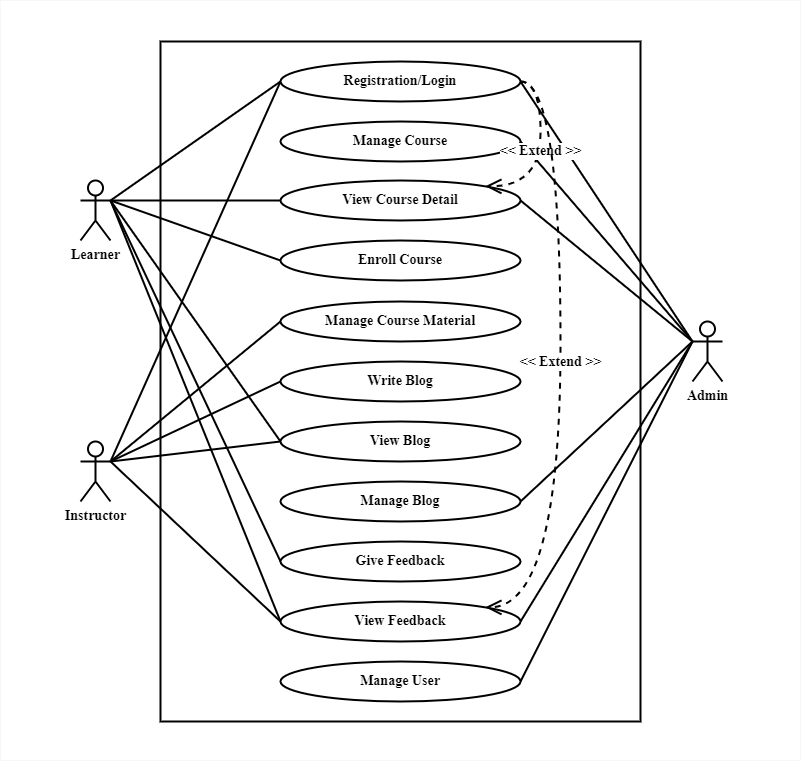 Registration/Login
Manage Course
<< Extend >>
View Course Detail
Learner
Enroll Course
Manage Course Material
<< Extend >>
Write Blog
Admin
View Blog
Manage Blog
Instructor
Give Feedback
View Feedback
Manage User